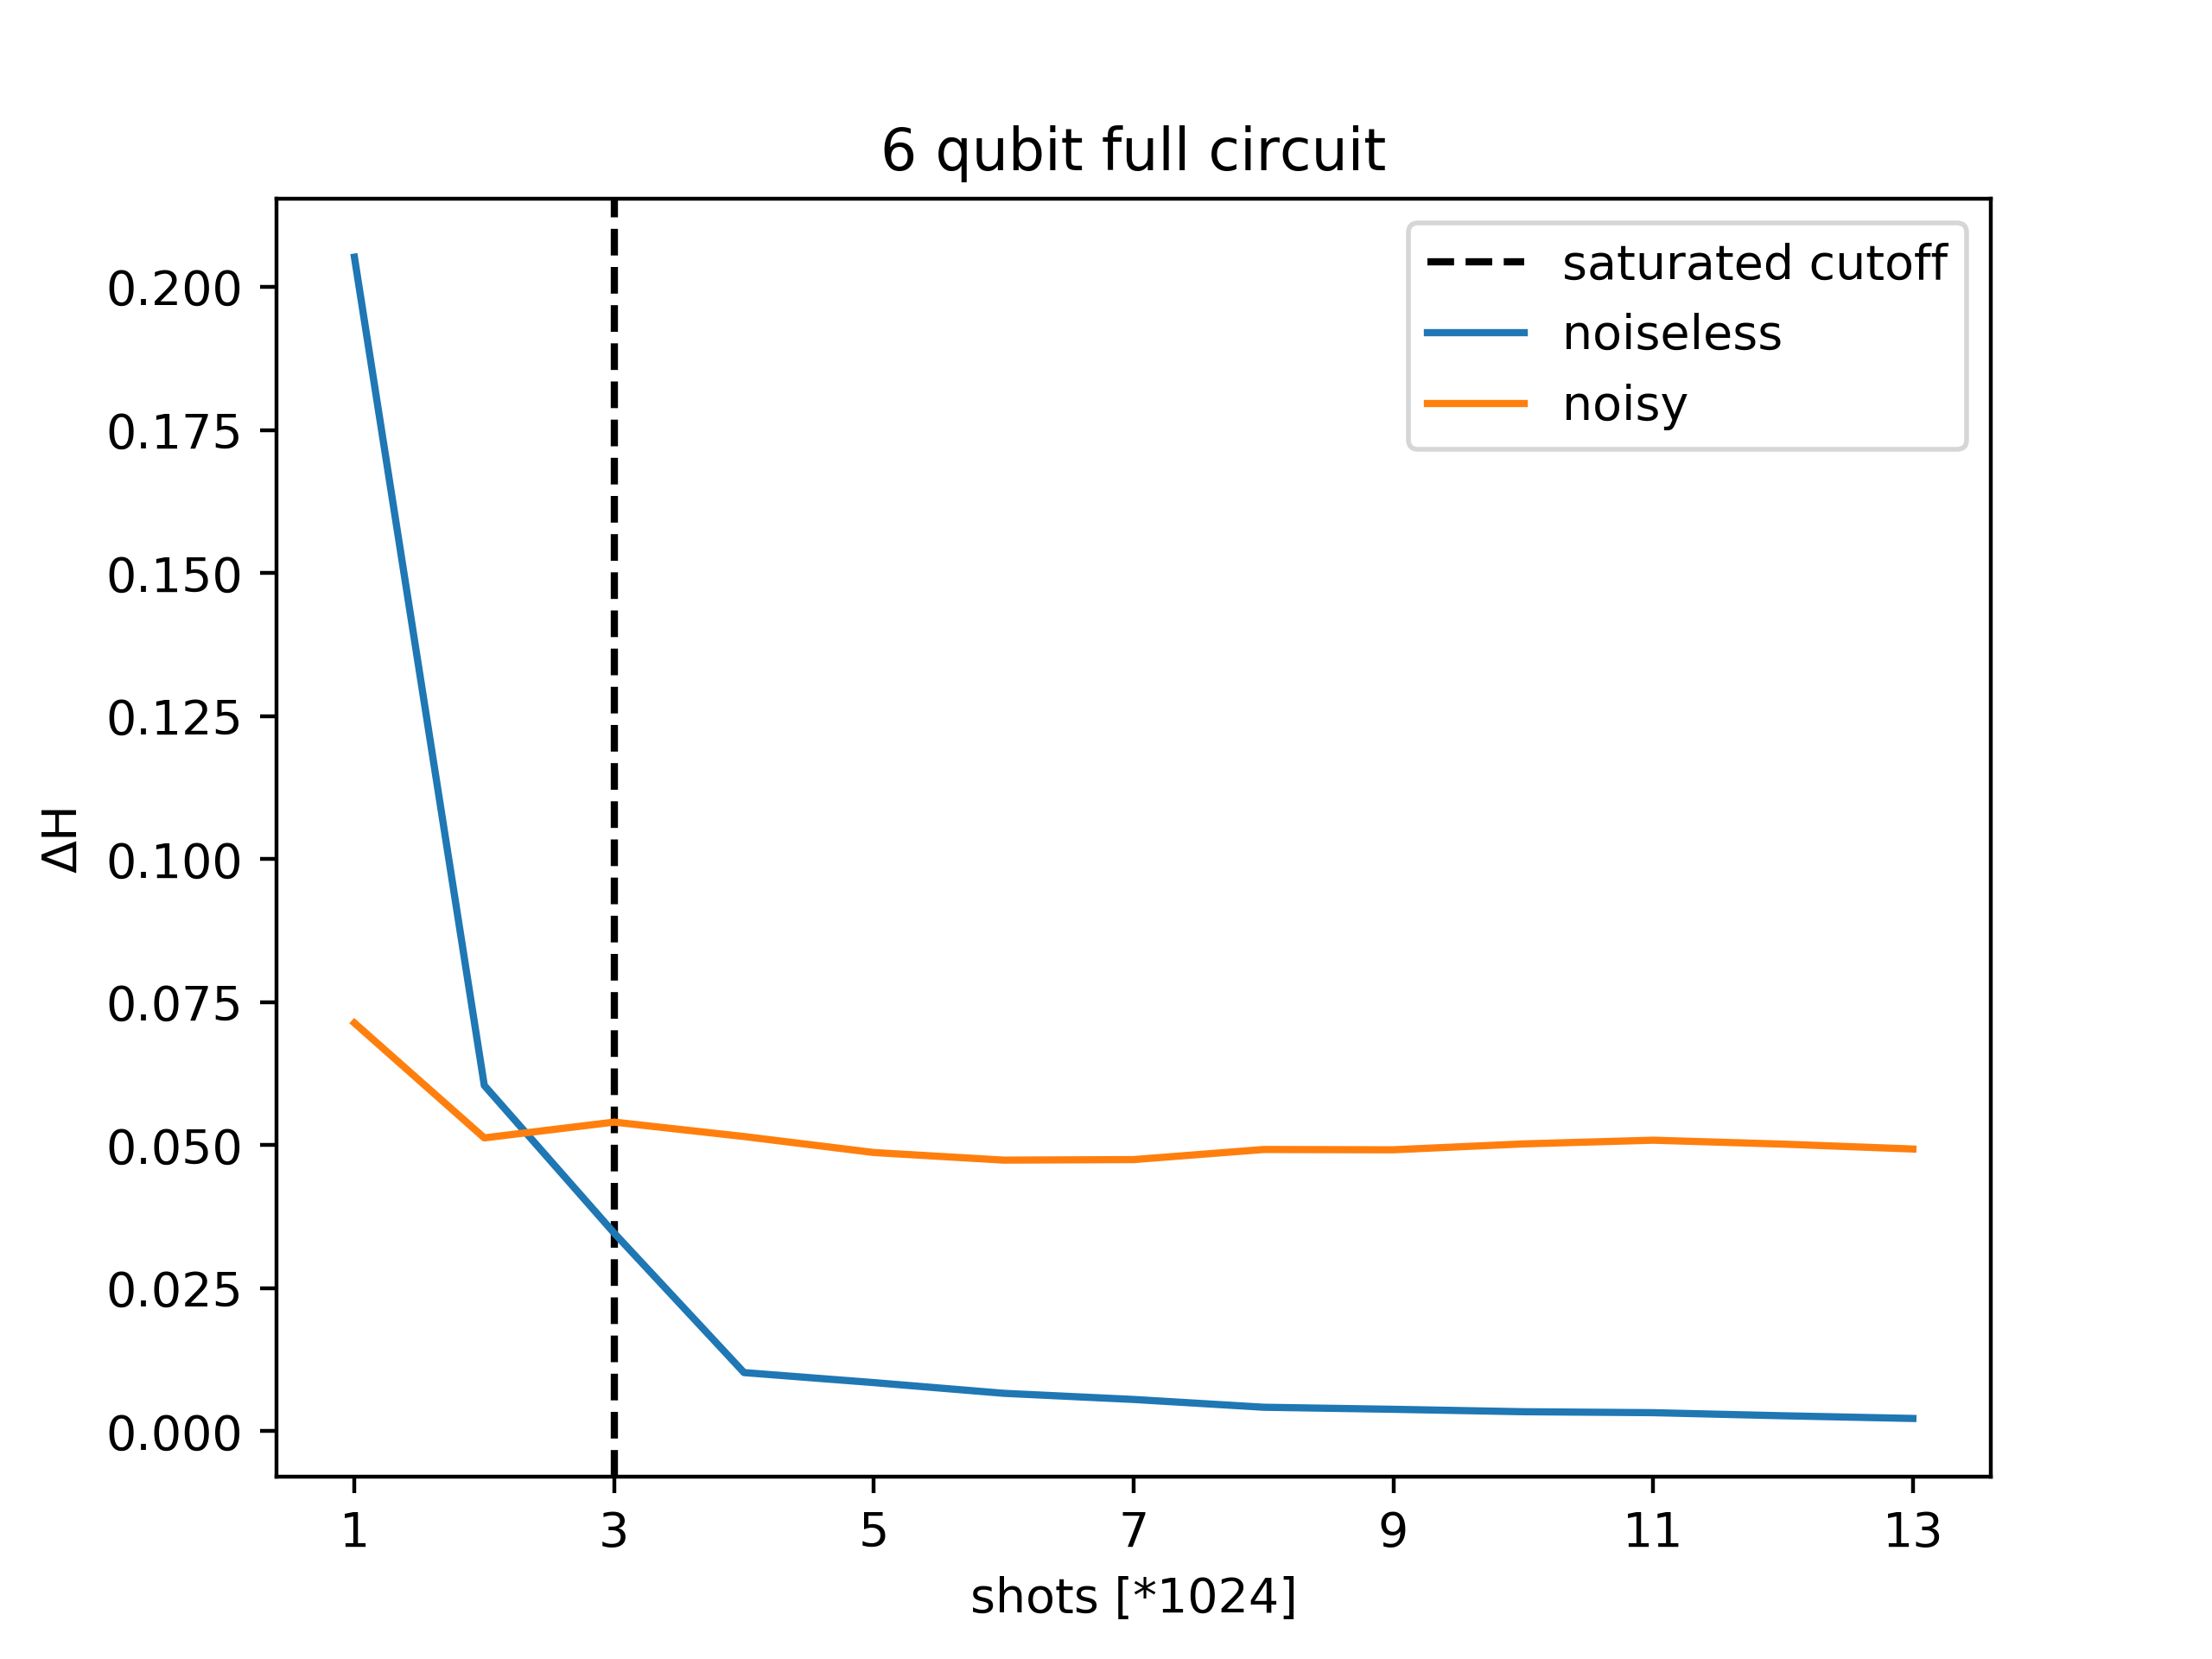 6 qubit full circuit
saturated cutoff
noiseless
noisy
0.200
0.175
0.150
0.125
0.100
0.075
0.050
0.025
0.000
ΔH
1 3 5 7 9 11 13
shots [*1024]